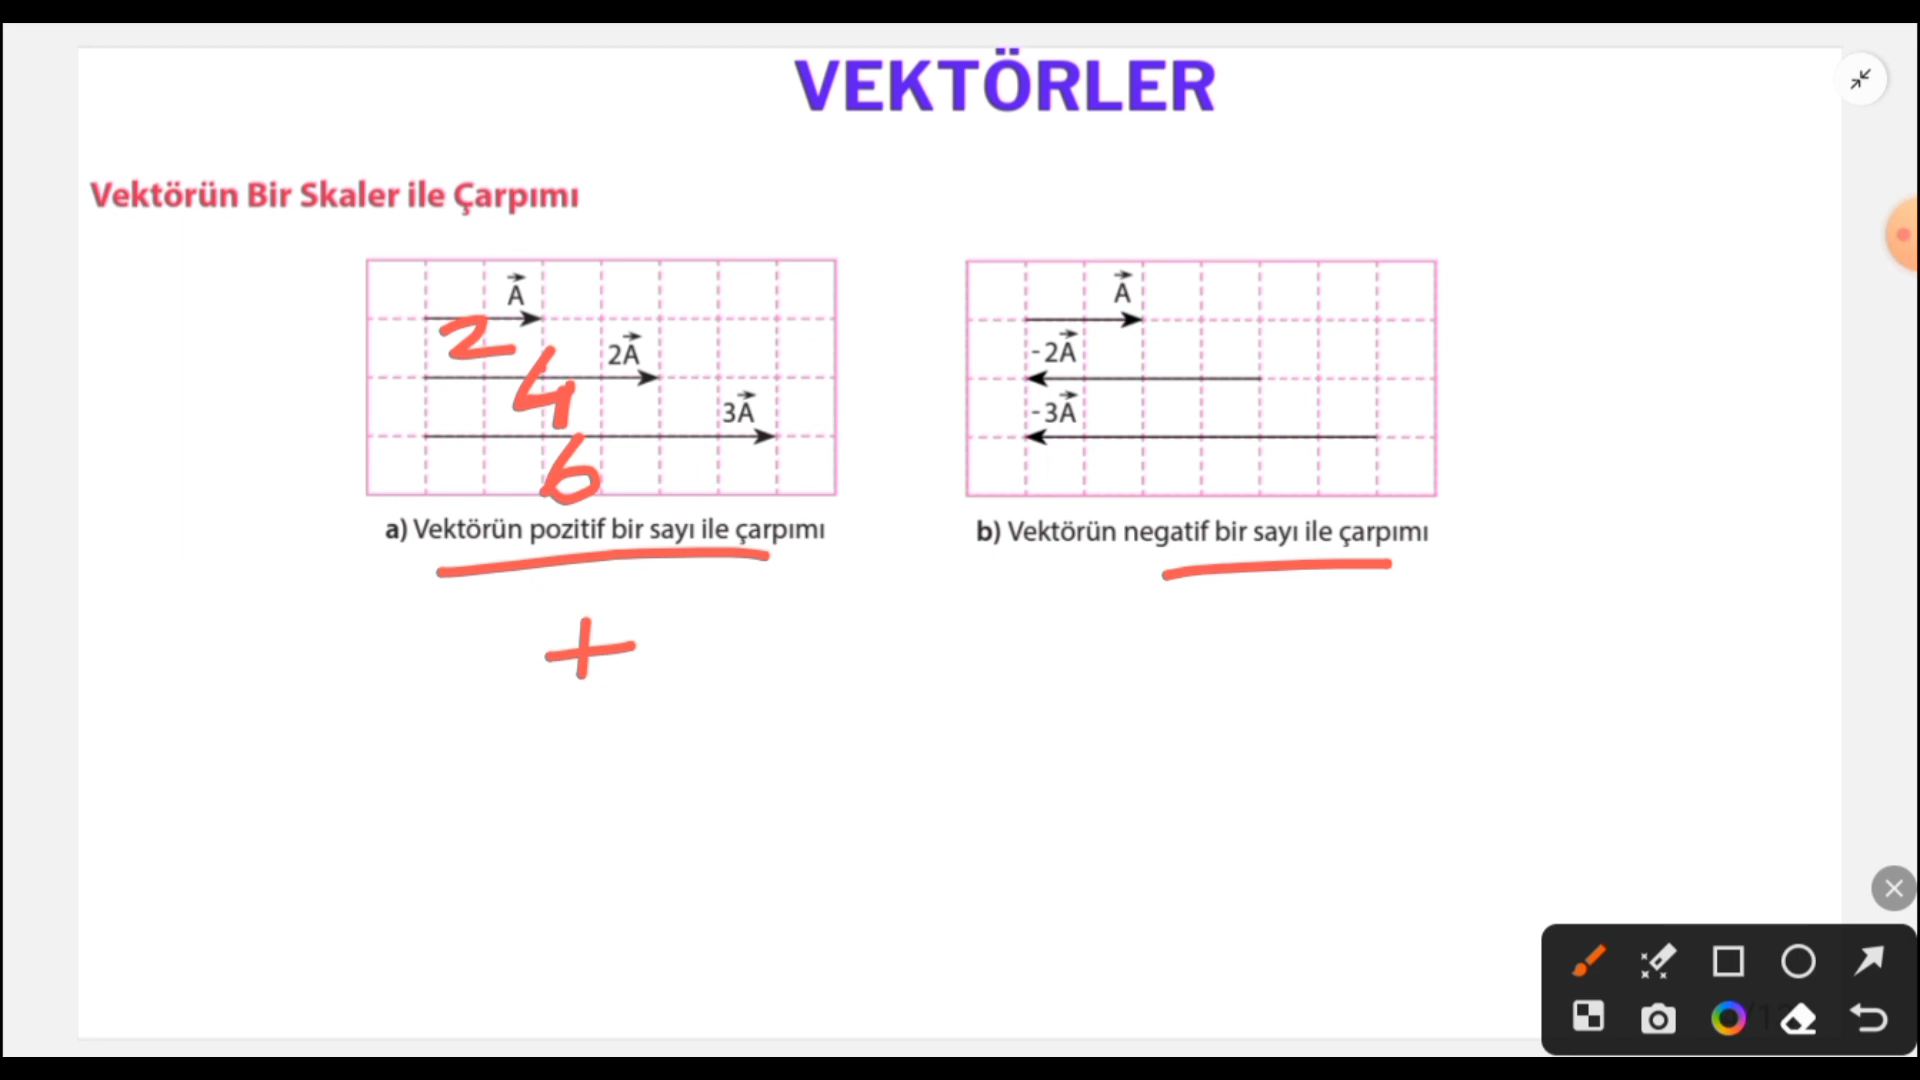 VEKTÖRLER
Vektörün Bir Skaler ile Çarpımı
A
2
2A
4
3A
6
a) Vektörün pozitif bir sayı ile çarpımı
+
A
-2A
-3A
b) Vektörün negatif bir sayı ile çarpımı